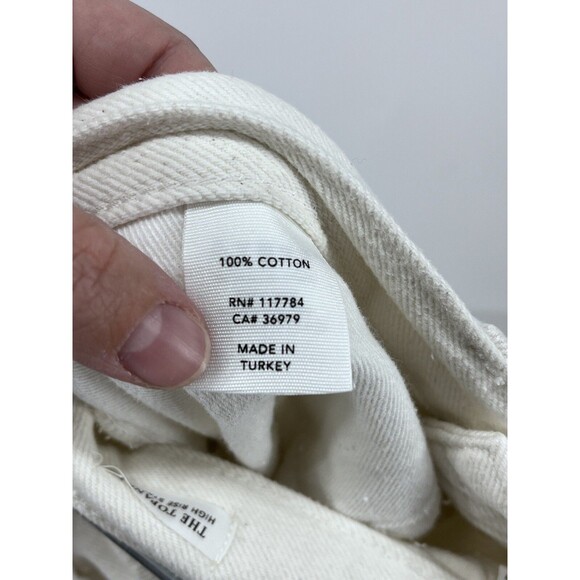 100% COTTON
RN# 117784
CA# 36979
MADE IN
TURKEY
THE
HIGH RISE